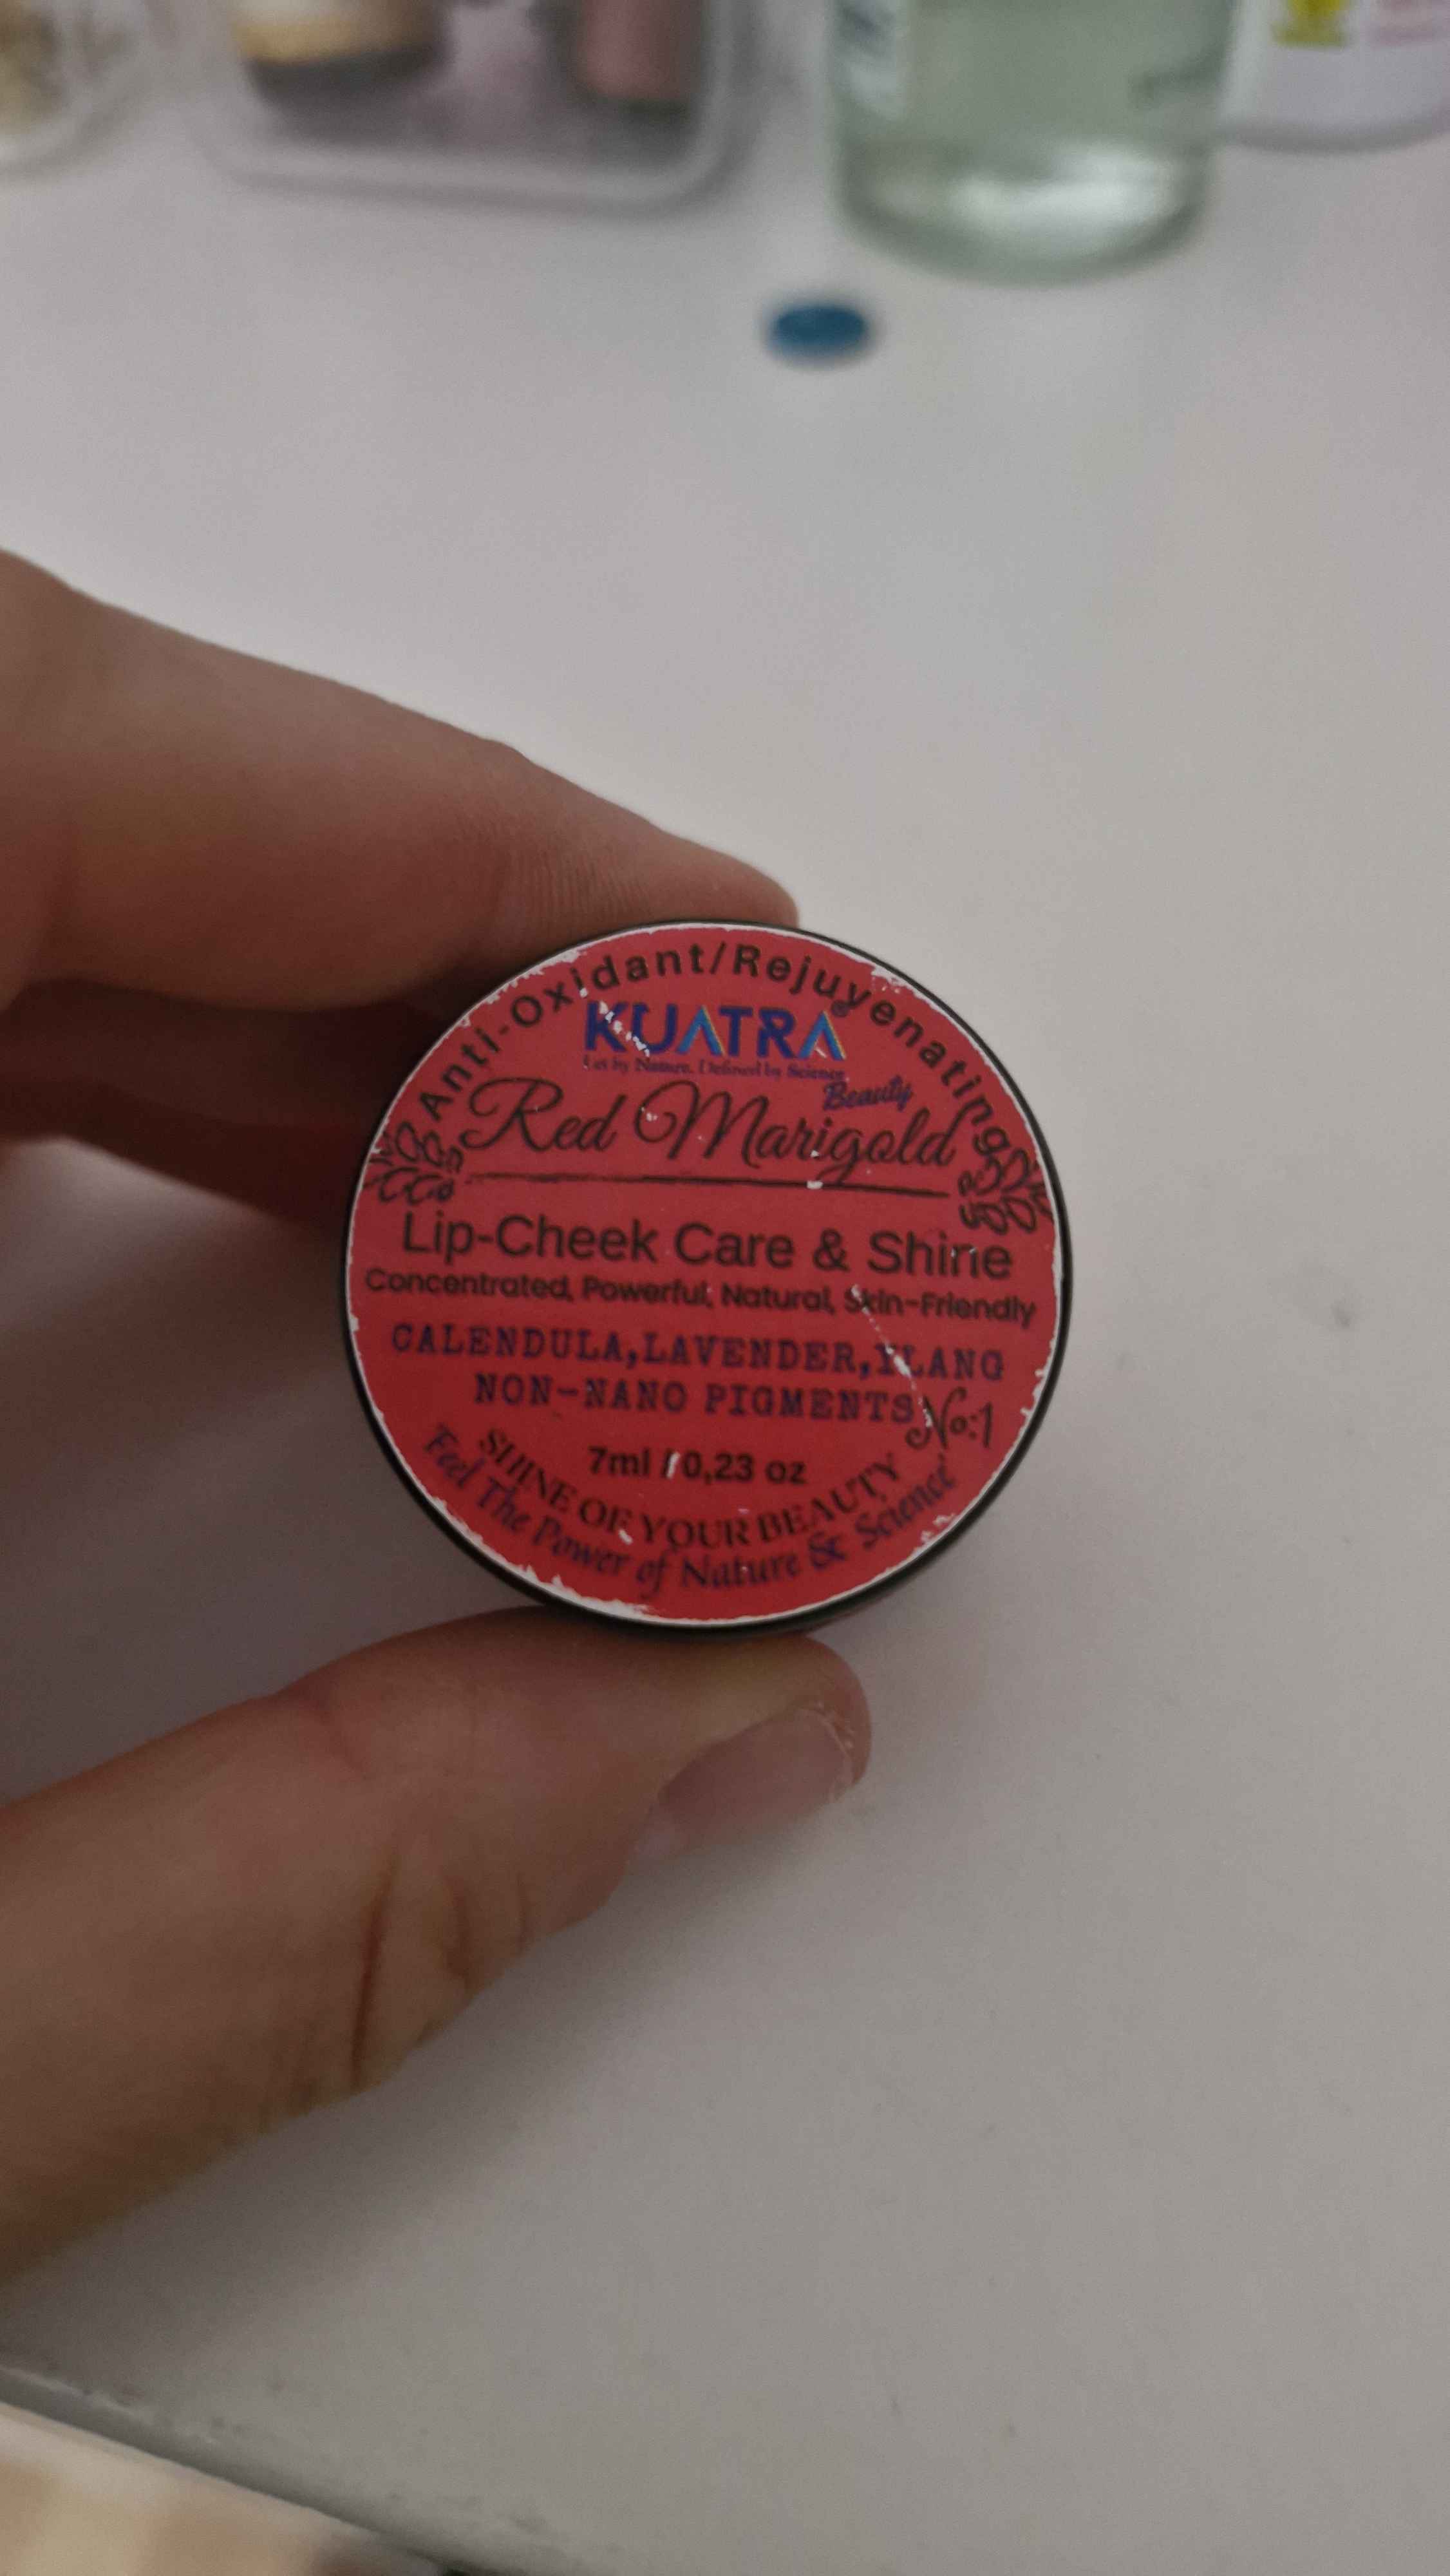 Anti-Oxidant/Rejuvenating
KUATRA®
by Nature. Defined by Science
Beauty
Red Marigold
Lip-Cheek Care & Shine
Concentrated, Powerful, Natural, Skin-Friendly
CALENDULA,LAVENDER,YLANG
NON-NANO PIGMENTS
No:1
7ml / 0,23 oz
SHINE OF YOUR BEAUTY
Feel The Power of Nature & Science